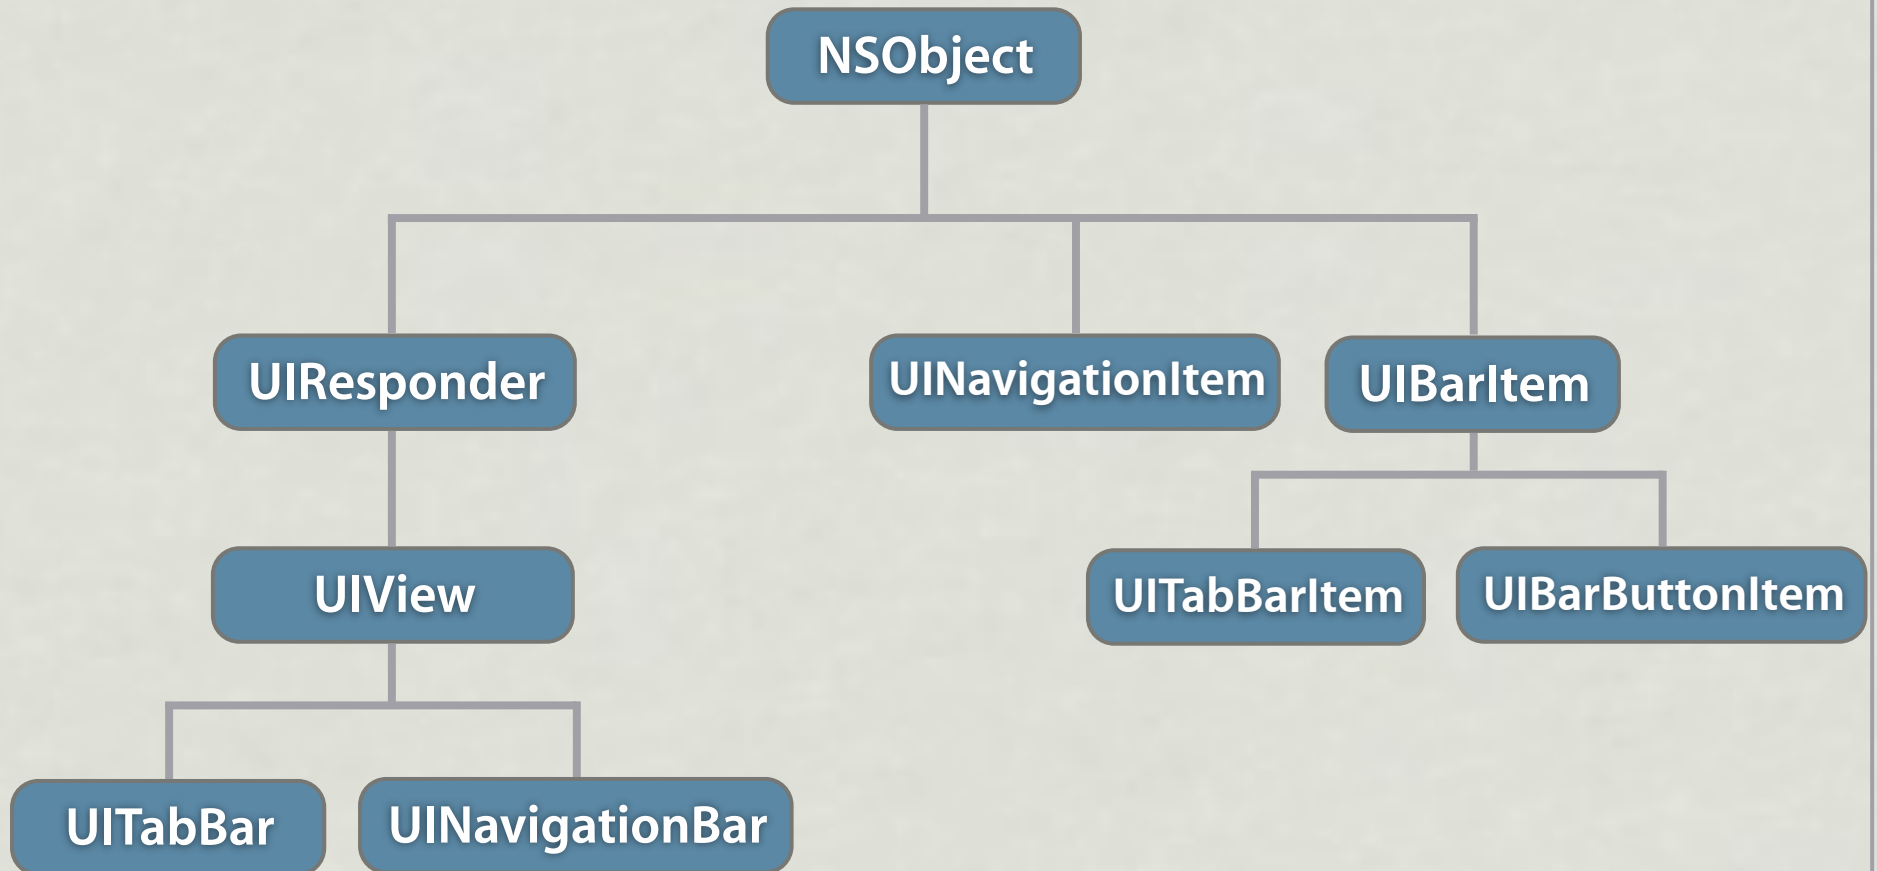 NSObject
UIResponder
UINavigationItem
UIBarItem
UIView
UITabBarItem
UIBarButtonItem
UITabBar
UINavigationBar